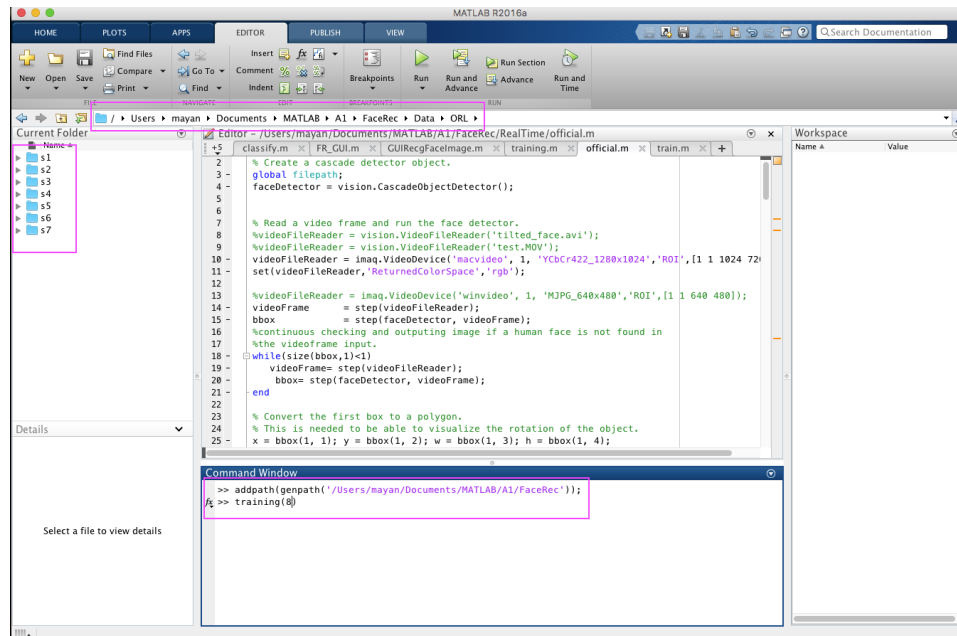 MATLAB R2016a
HOME PLOTS APPS EDITOR PUBLISH VIEW Search Documentation
New Open Save Find Files Compare Print Go To Find Insert fx Comment % Indent Breakpoints Run Run and Advance Run Section Advance Run and Time
FILE NAVIGATE EDIT BREAKPOINTS RUN
/ Users mayan Documents MATLAB A1 FaceRec Data ORL
Current Folder
Name
s1
s2
s3
s4
s5
s6
s7
Details
Select a file to view details
Editor - /Users/mayan/Documents/MATLAB/A1/FaceRec/RealTime/official.m
+5 classify.m FR_GUI.m GUIRecgFaceImage.m training.m official.m train.m +
2 % Create a cascade detector object.
3 - global filepath;
4 - faceDetector = vision.CascadeObjectDetector();
5
6
7 % Read a video frame and run the face detector.
8 %videoFileReader = vision.VideoFileReader('tilted_face.avi');
9 %videoFileReader = vision.VideoFileReader('test.MOV');
10 - videoFileReader = imaq.VideoDevice('macvideo', 1, 'YCbCr422_1280x1024','ROI',[1 1 1024 720
11 - set(videoFileReader,'ReturnedColorSpace','rgb');
12
13 %videoFileReader = imaq.VideoDevice('winvideo', 1, 'MJPG_640x480','ROI',[1 1 640 480]);
14 - videoFrame = step(videoFileReader);
15 - bbox = step(faceDetector, videoFrame);
16 %continuous checking and outputing image if a human face is not found in
17 %the videoframe input.
18 - while(size(bbox,1)<1)
19 - videoFrame= step(videoFileReader);
20 - bbox= step(faceDetector, videoFrame);
21 - end
22
23 % Convert the first box to a polygon.
24 % This is needed to be able to visualize the rotation of the object.
25 - x = bbox(1, 1); y = bbox(1, 2); w = bbox(1, 3); h = bbox(1, 4);
Command Window
>> addpath(genpath('/Users/mayan/Documents/MATLAB/A1/FaceRec'));
fx >> training(8)
Workspace
Name Value